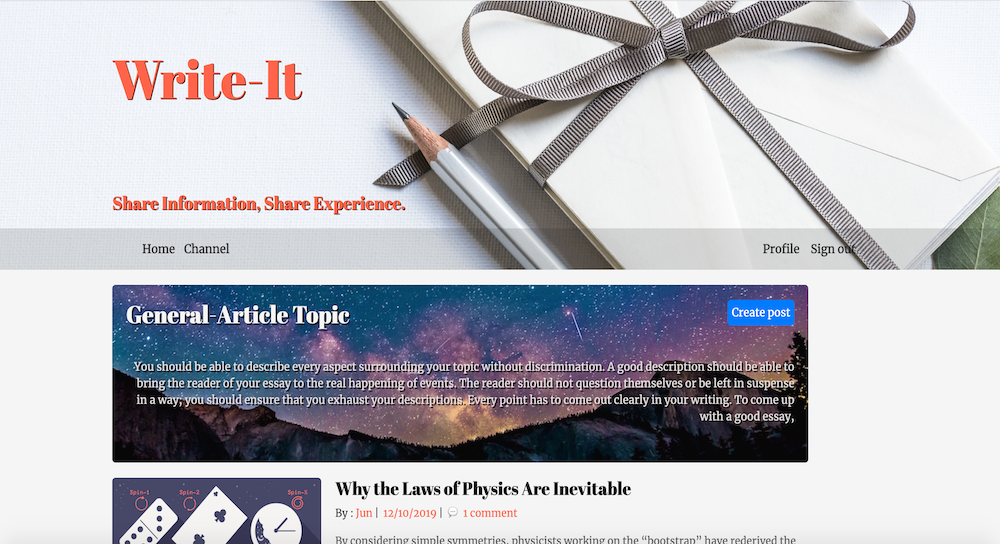 Write-It
Share Information, Share Experience.
Home Channel Profile Sign out
General-Article Topic
Create post
You should be able to describe every aspect surrounding your topic without discrimination. A good description should be able to
bring the reader of your essay to the real happening of events. The reader should not question themselves or be left in suspense
in a way; you should ensure that you exhaust your descriptions. Every point has to come out clearly in your writing. To come up
with a good essay,
Spin-1 Spin-2 Spin-½
Why the Laws of Physics Are Inevitable
By : Jun | 12/10/2019 | 1 comment
By considering simple symmetries, physicists working on the “bootstrap” have rederived the